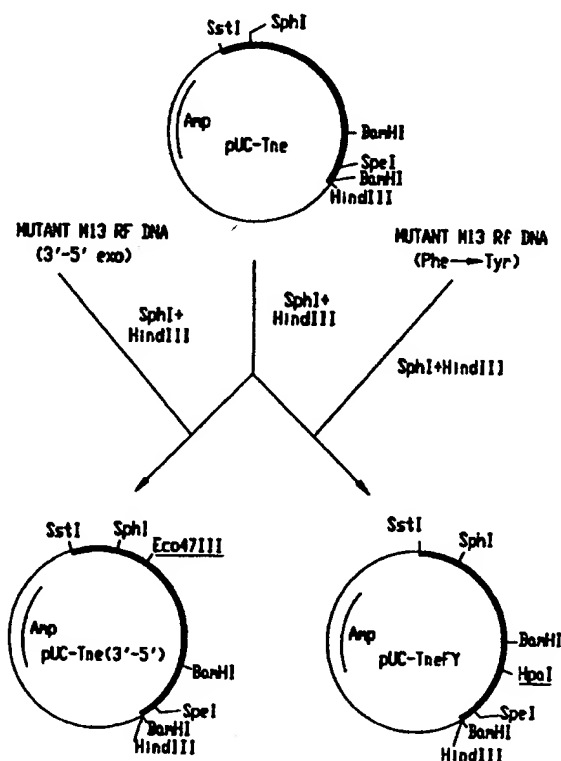 SstI
SphI
Amp
pUC-Tne
BamHI
SpeI
BamHI
HindIII
MUTANT M13 RF DNA
(3'-5' exo)
MUTANT M13 Rf DNA
(Phe→Tyr)
SphI+
HindIII
SphI+
HindIII
SphI+HindIII
SstI
SphI
Eco47III
Amp
pUC-Tne(3'-5')
BamHI
SpeI
BamHI
HindIII
SstI
SphI
Amp
pUC-TneFY
BamHI
HpaI
SpeI
BamHI
HindIII